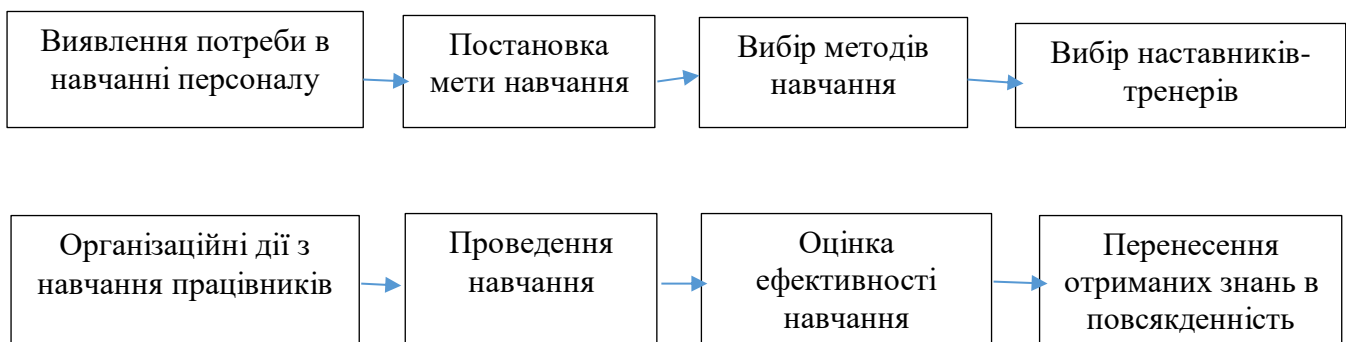 Виявлення потреби в
навчанні персоналу
Постановка
мети навчання
Вибір методів
навчання
Вибір наставників-
тренерів
Організаційні дії з
навчання працівників
Проведення
навчання
Оцінка
ефективності
навчання
Перенесення
отриманих знань в
повсякденність